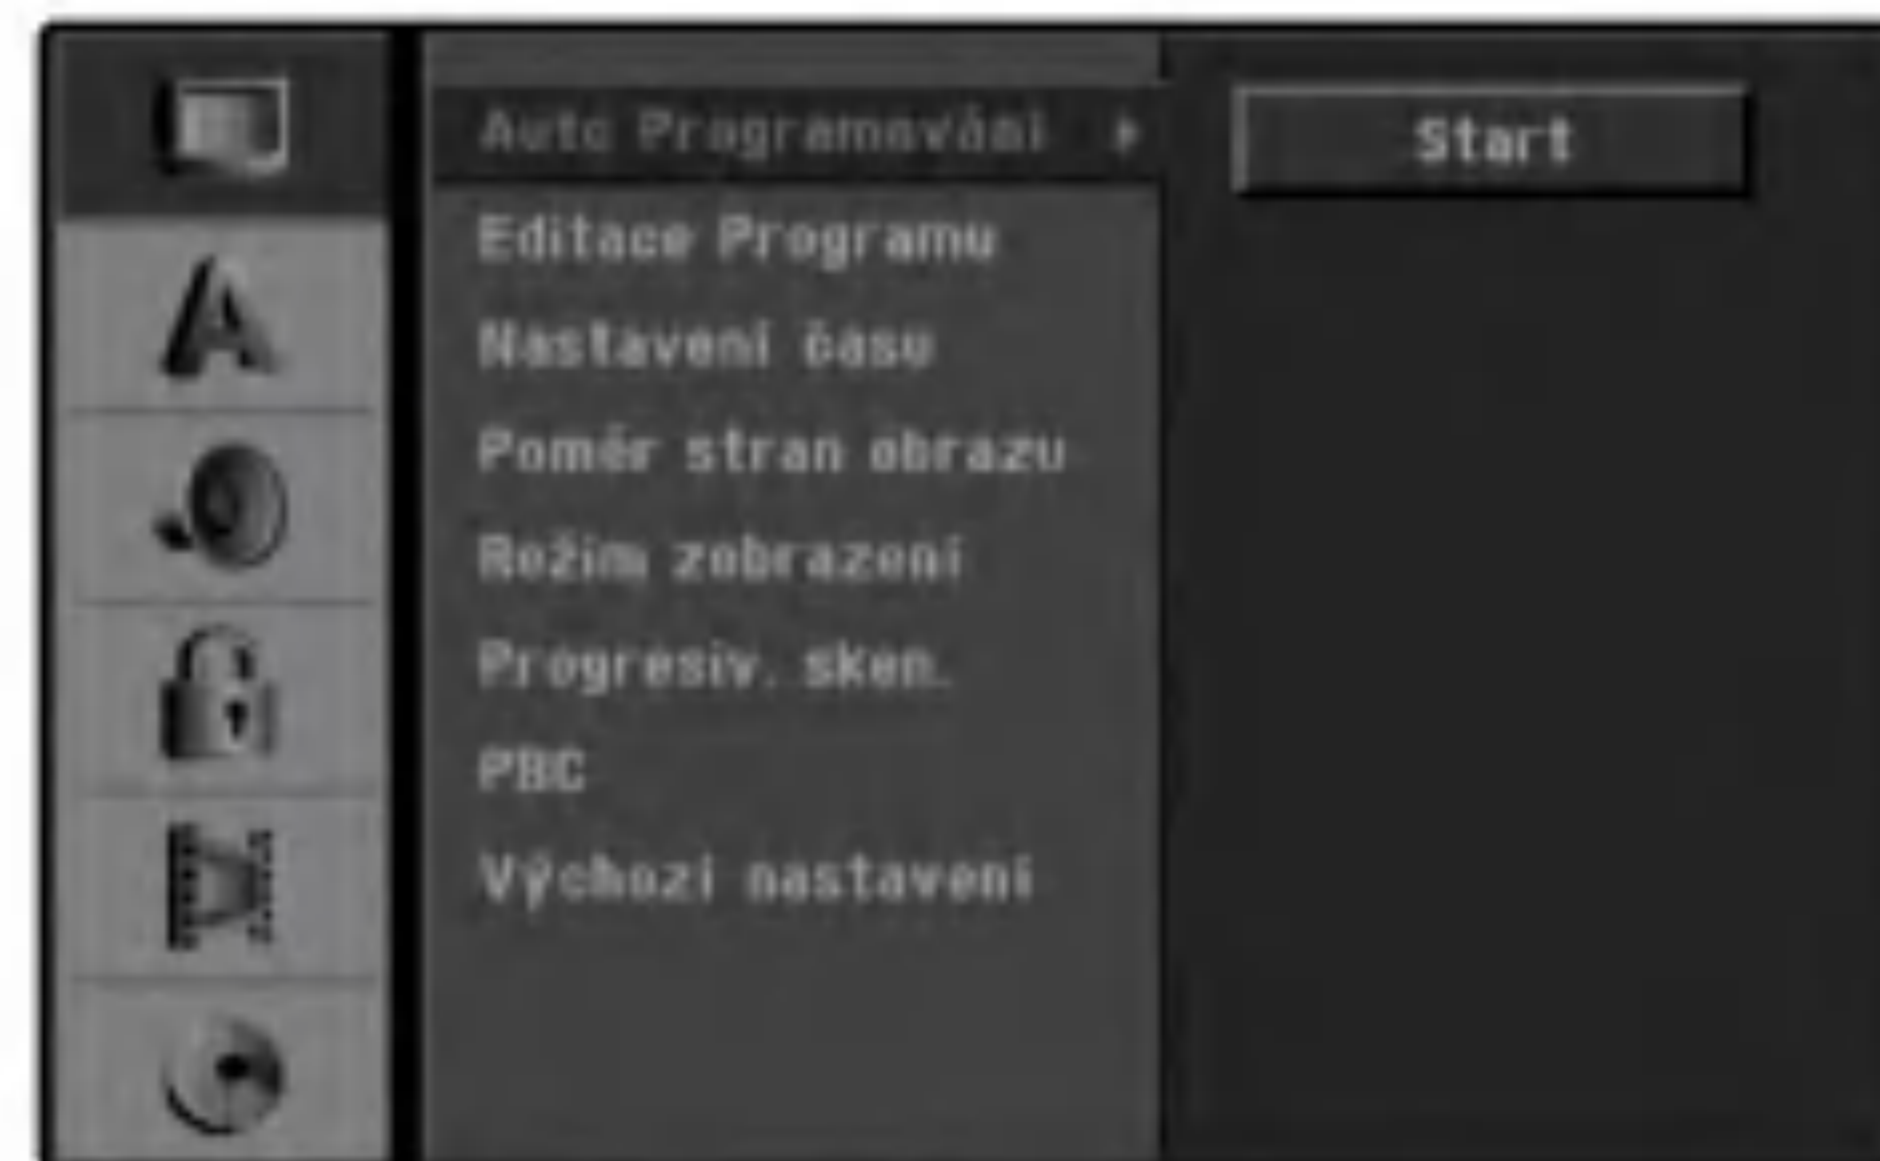 Auto Programování
Start
Editace Programu
Nastavení času
Poměr stran obrazu
Režim zobrazení
Progresiv. sken.
PBC
Výchozí nastavení